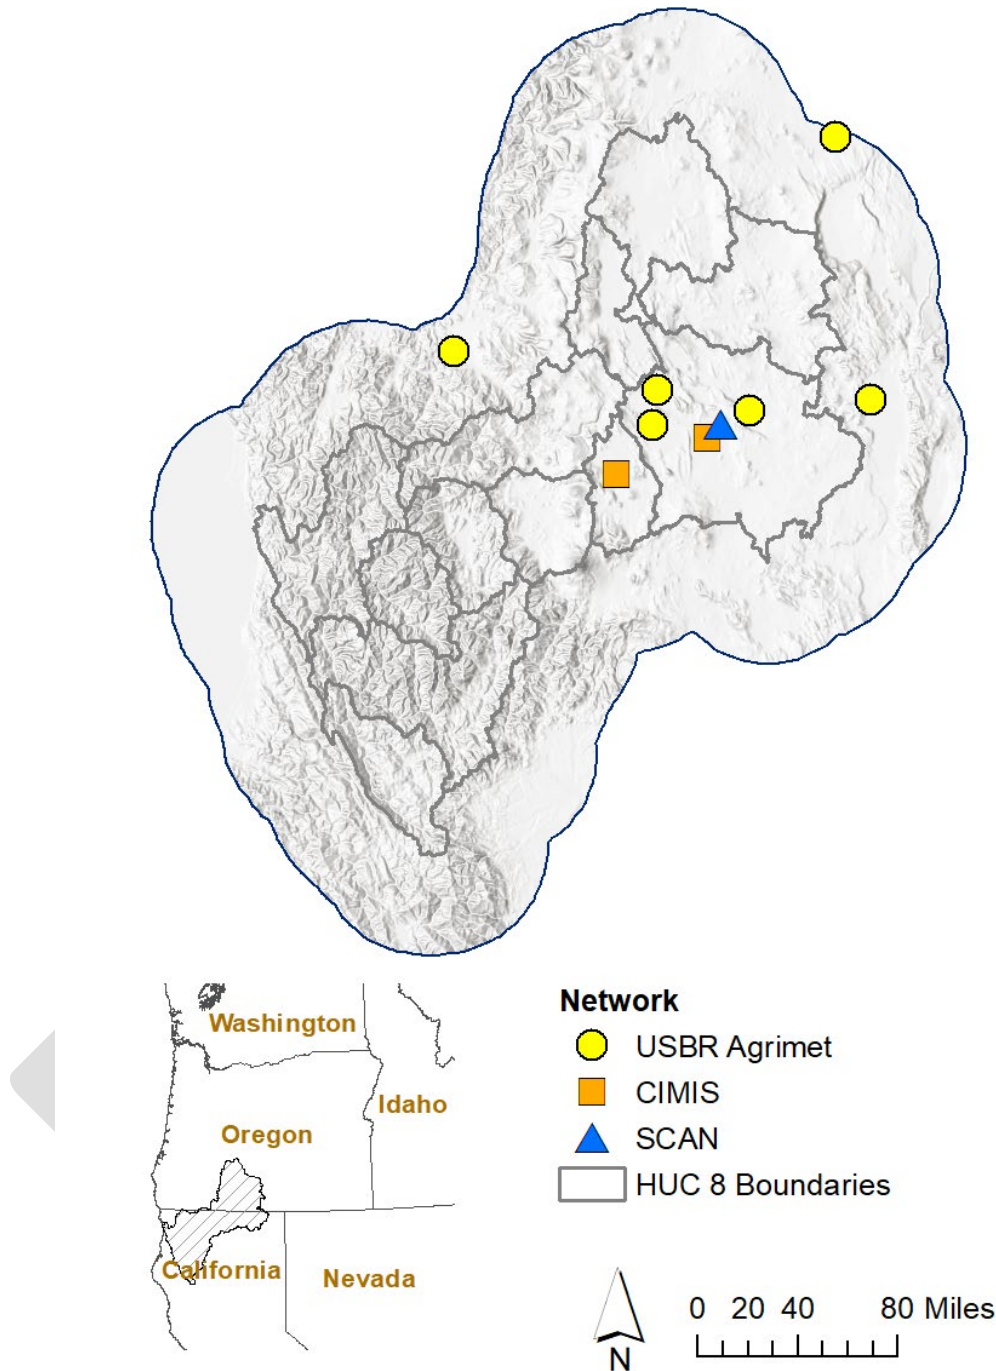 Washington
Idaho
Oregon
California
Nevada
Network
USBR Agrimet
CIMIS
SCAN
HUC 8 Boundaries
N
0 20 40 80 Miles